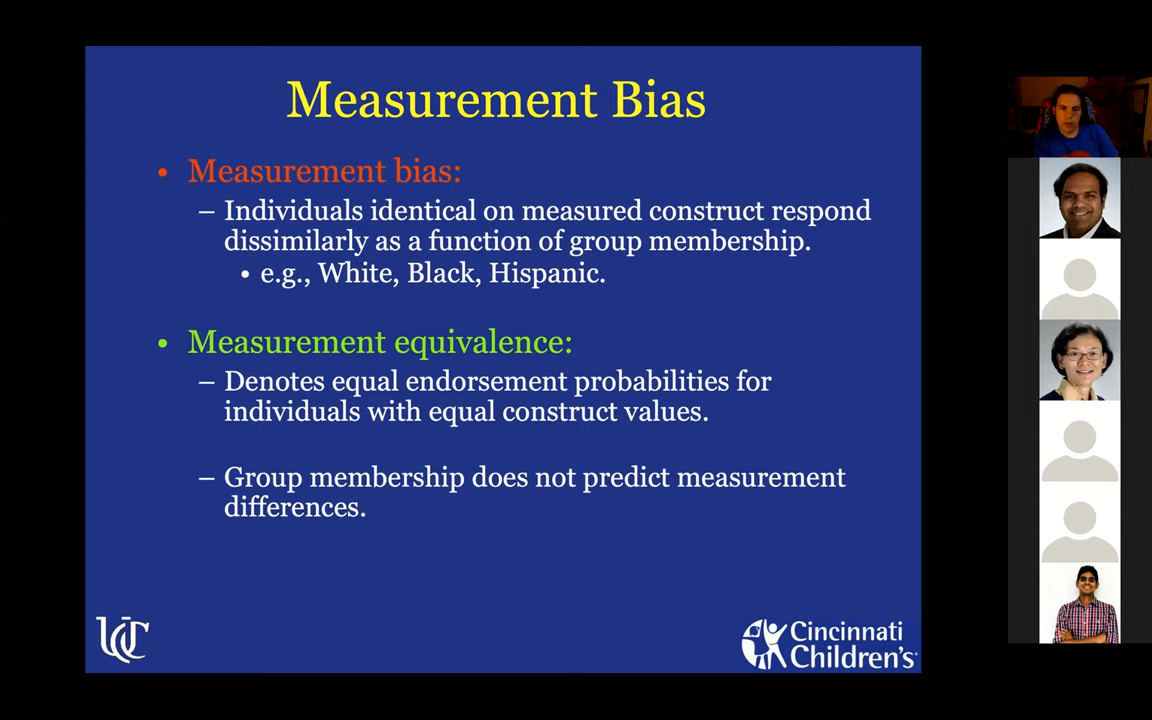 Measurement Bias
• Measurement bias:
– Individuals identical on measured construct respond
dissimilarly as a function of group membership.
• e.g., White, Black, Hispanic.
• Measurement equivalence:
– Denotes equal endorsement probabilities for
individuals with equal construct values.
– Group membership does not predict measurement
differences.
UC
Cincinnati
Children's